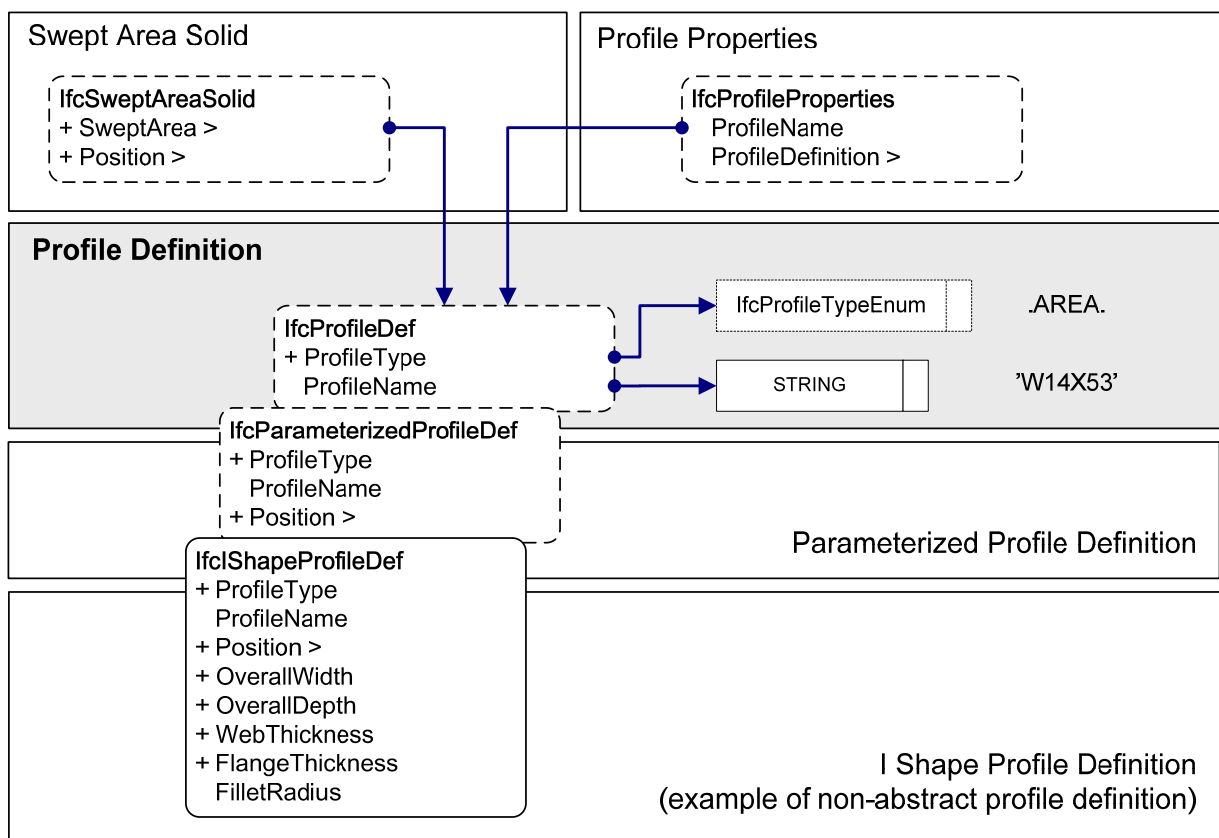 Swept Area Solid
IfcSweptAreaSolid
+ SweptArea >
+ Position >
Profile Properties
IfcProfileProperties
ProfileName
ProfileDefinition >
Profile Definition
IfcProfileDef
+ ProfileType
ProfileName
IfcProfileTypeEnum
.AREA.
STRING
’W14X53’
IfcParameterizedProfileDef
+ ProfileType
ProfileName
+ Position >
Parameterized Profile Definition
IfcIShapeProfileDef
+ ProfileType
ProfileName
+ Position >
+ OverallWidth
+ OverallDepth
+ WebThickness
+ FlangeThickness
FilletRadius
I Shape Profile Definition
(example of non-abstract profile definition)